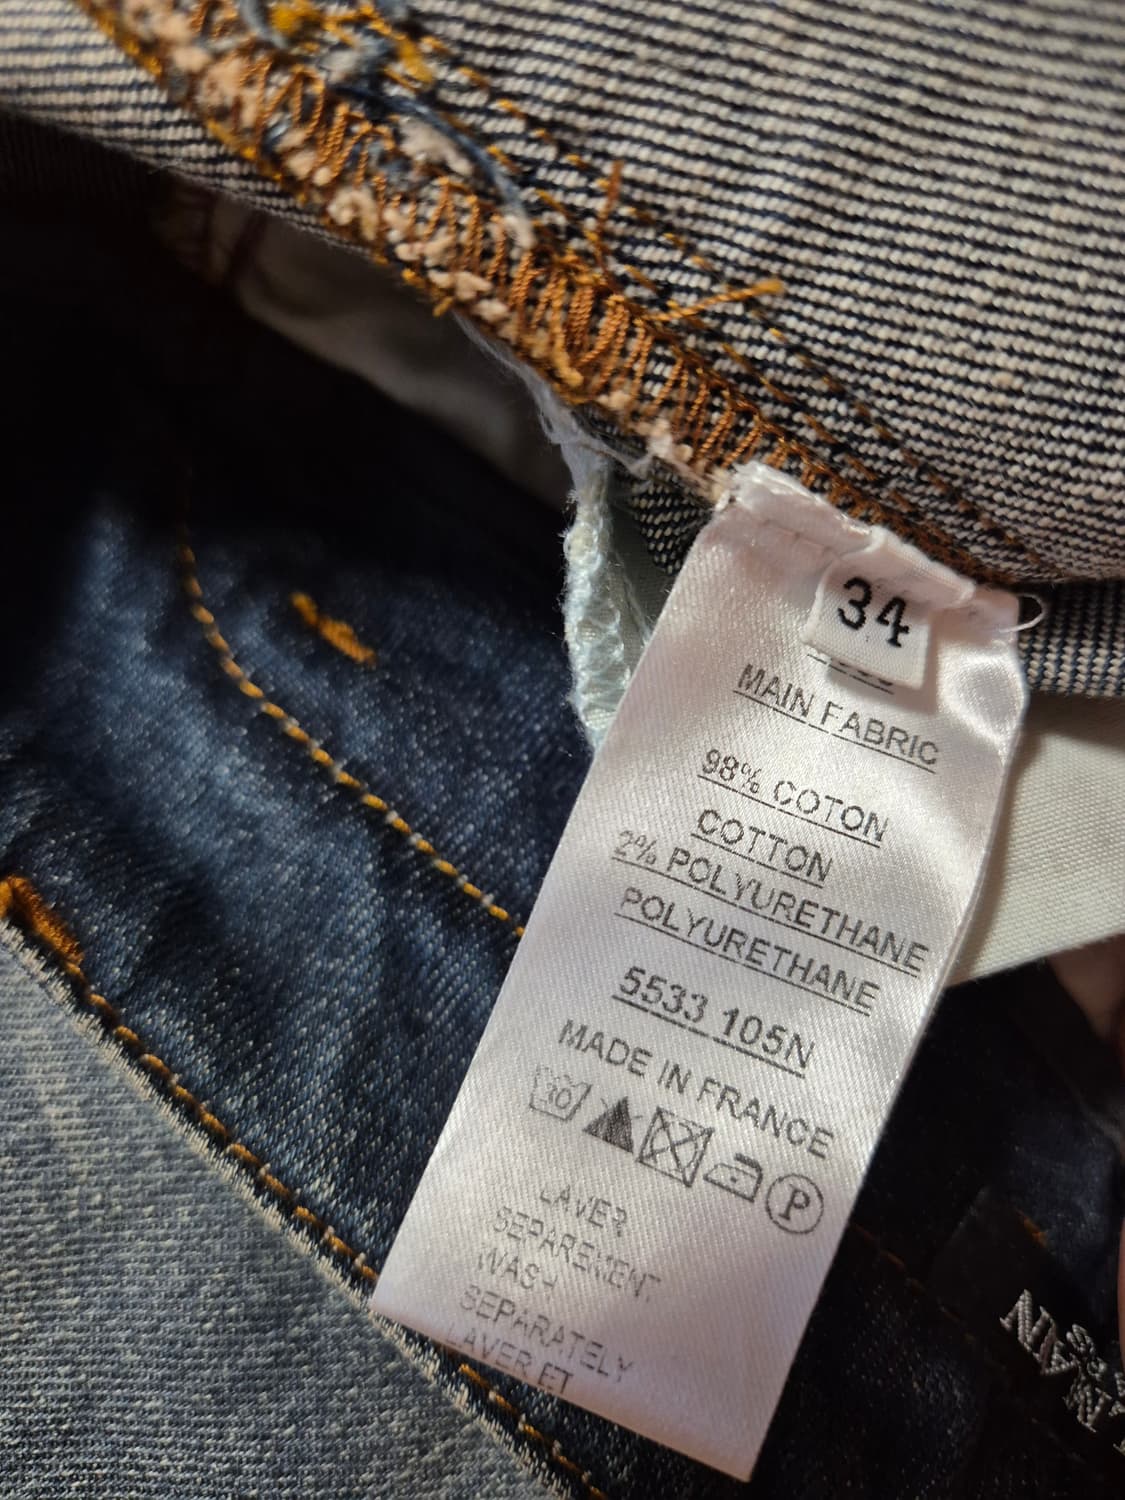 34
MAIN FABRIC
98% COTON
COTTON
2% POLYURETHANE
POLYURETHANE
5533 105N
MADE IN FRANCE
30
P
LAVER
SEPAREMENT
WASH
SEPARATELY
LAVER ET